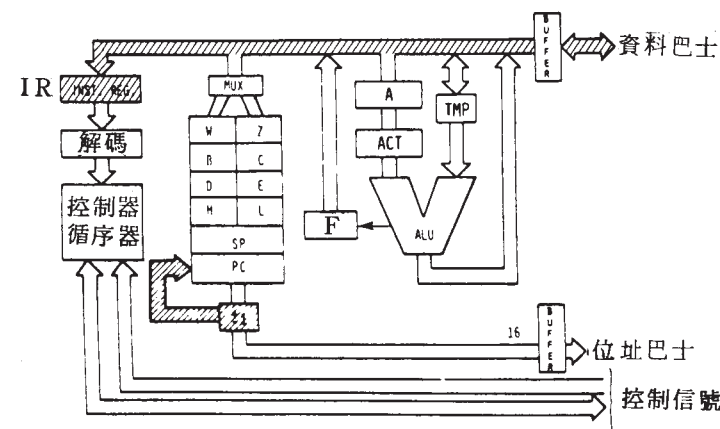 BUFFER
資料巴士
IR
INST. REG.
MUX
A
TMP
解碼
W Z
B C
ACT
D E
控制器
循序器
H L
F
ALU
SP
PC
±1
16
BUFFER
位址巴士
控制信號